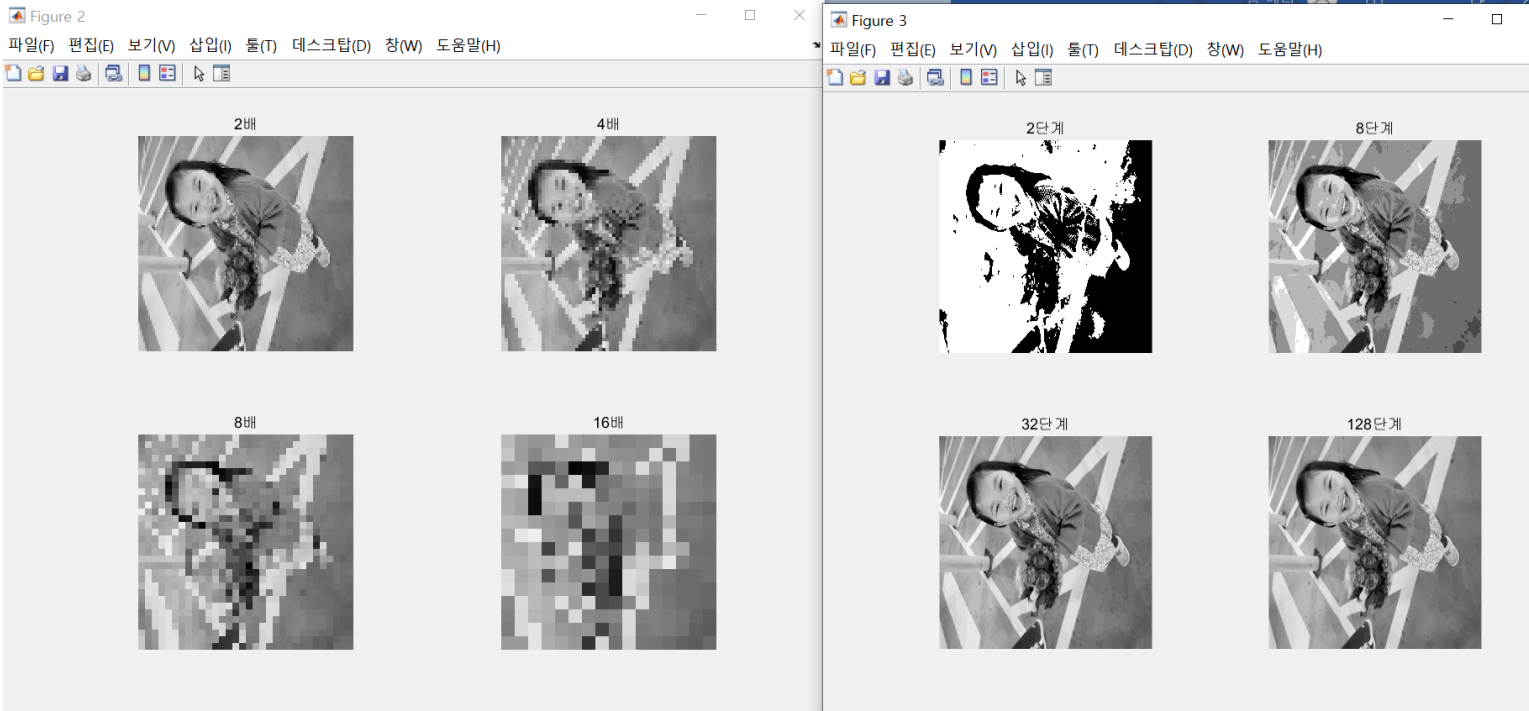 Figure 2
파일(F) 편집(E) 보기(V) 삽입(I) 툴(T) 데스크탑(D) 창(W) 도움말(H)
2배
4배
8배
16배
Figure 3
파일(F) 편집(E) 보기(V) 삽입(I) 툴(T) 데스크탑(D) 창(W) 도움말(H)
2단계
8단계
32단계
128단계